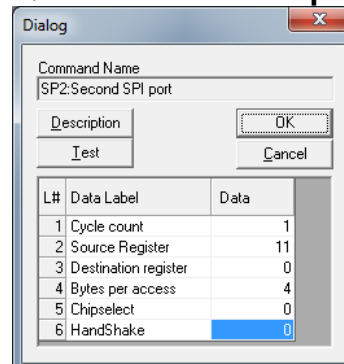 Dialog
Command Name
SP2:Second SPI port
Description OK
Test Cancel
L# Data Label Data
1 Cycle count 1
2 Source Register 11
3 Destination register 0
4 Bytes per access 4
5 Chipselect 0
6 HandShake 0